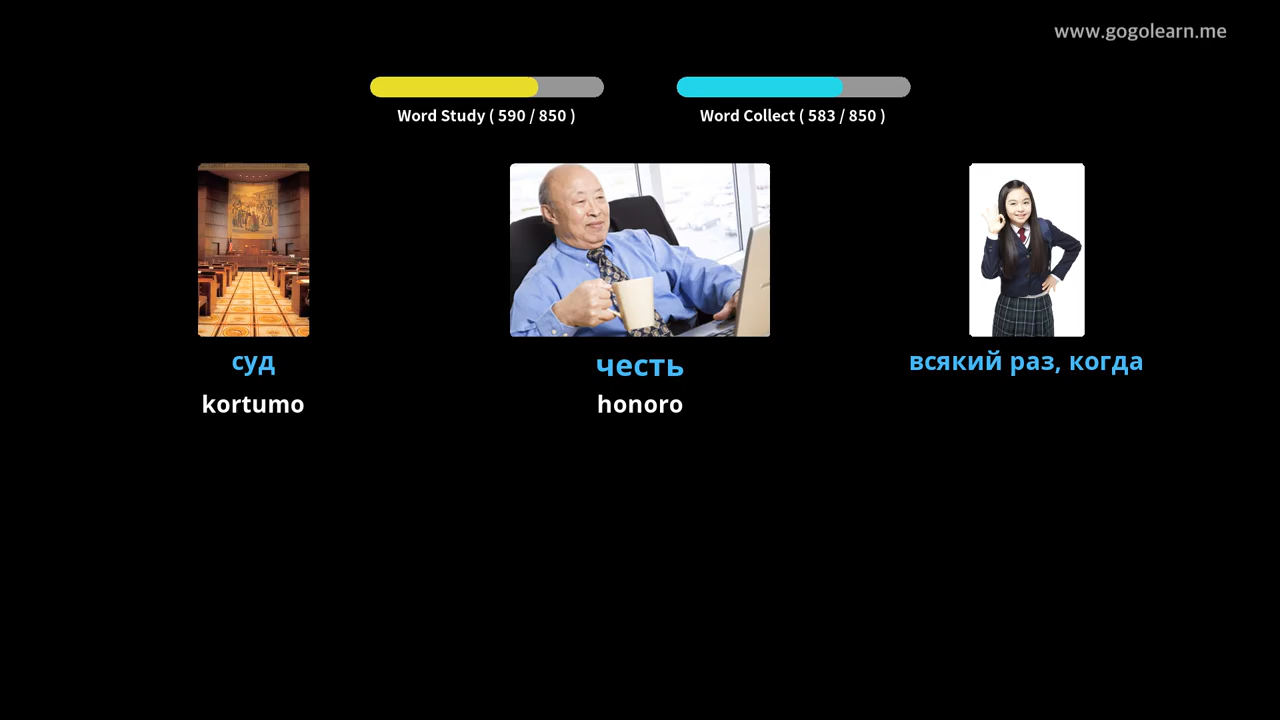 www.gogolearn.me
Word Study ( 590 / 850 )
Word Collect ( 583 / 850 )
суд
честь
всякий раз, когда
kortumo
honoro